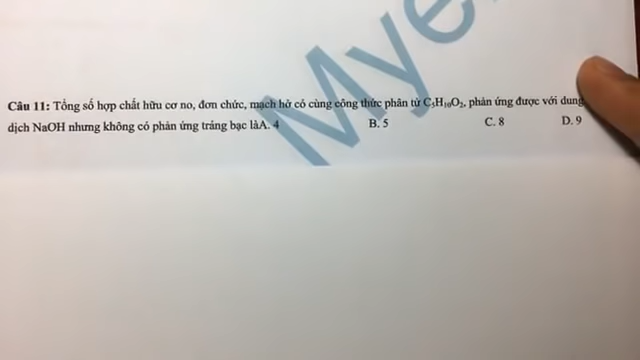 Mye
Câu 11: Tổng số hợp chất hữu cơ no, đơn chức, mạch hở có cùng công thức phân tử C₅H₁₀O₂, phản ứng được với dung
dịch NaOH nhưng không có phản ứng tráng bạc làA. 4 B. 5 C. 8 D. 9